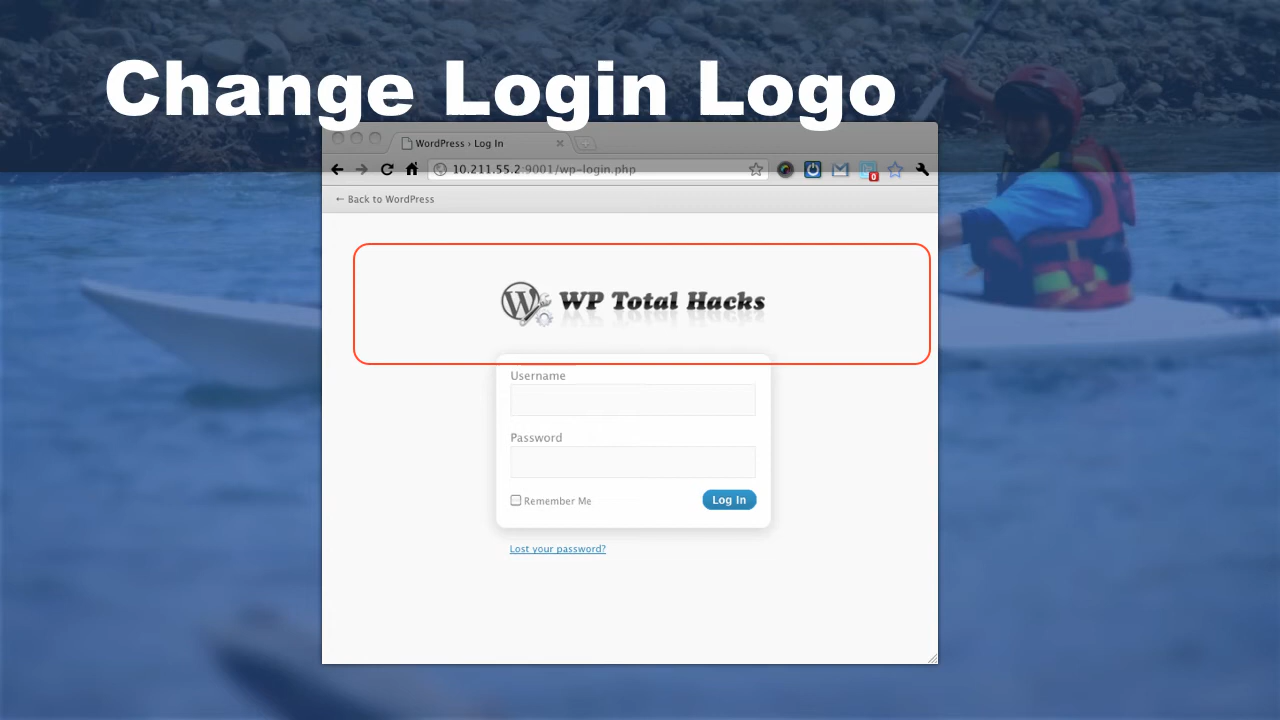 Change Login Logo
WordPress › Log In
10.211.55.2:9001/wp-login.php
0
← Back to WordPress
WP Total Hacks
Username
Password
Remember Me
Log In
Lost your password?